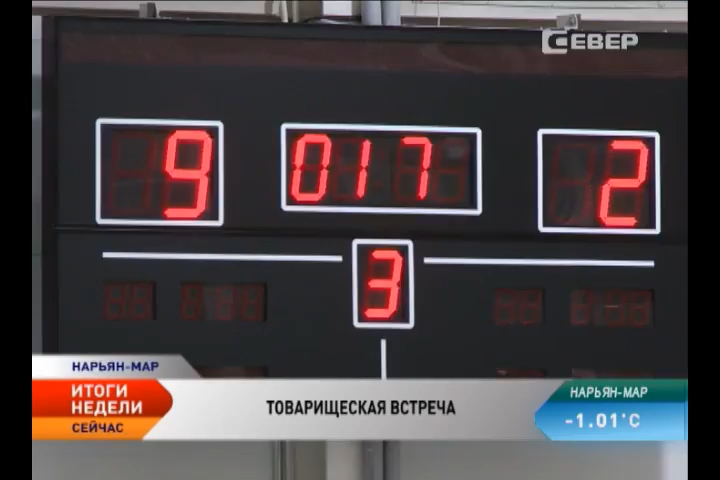 СЕВЕР
9 017 2
3
НАРЬЯН-МАР
ИТОГИ
НЕДЕЛИ
СЕЙЧАС
ТОВАРИЩЕСКАЯ ВСТРЕЧА
НАРЬЯН-МАР
-1.01°C